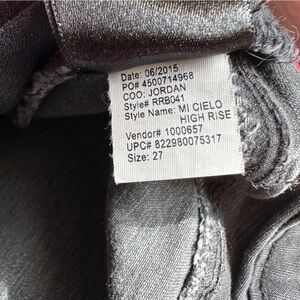 Date: 06/2015
PO# 4500714968
COO: JORDAN
Style# RRB041
Style Name: MI CIELO
HIGH RISE
Vendor# 1000657
UPC# 822980075317
Size: 27